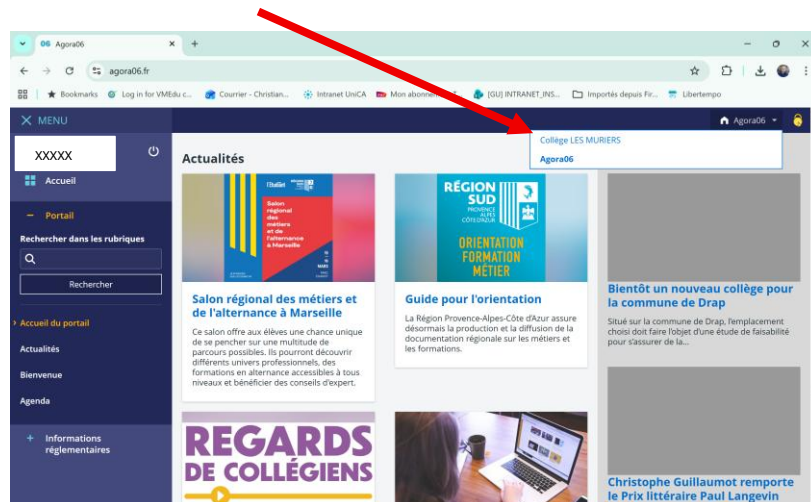 06 Agora06
agora06.fr
Bookmarks
Log in for VMEdu c...
Courrier - Christian...
Intranet UniCA
Mon abonne
[GU] INTRANET_INS...
Importés depuis Fir...
Libertempo
MENU
Agora06
Collège LES MURIERS
Agora06
XXXXX
Accueil
Portail
Rechercher dans les rubriques
Rechercher
Accueil du portail
Actualités
Bienvenue
Agenda
Informations
réglementaires
Actualités
Salon
régional
des
métiers
et de
l'alternance
à Marseille
MARS
Salon régional des métiers et
de l'alternance à Marseille
Ce salon offre aux élèves une chance unique
de se pencher sur une multitude de
parcours possibles. Ils pourront découvrir
différents univers professionnels, des
formations en alternance accessibles à tous
niveaux et bénéficier des conseils d'expert.
RÉGION
SUD
PROVENCE
ALPES
CÔTE D'AZUR
ORIENTATION
FORMATION
MÉTIER
Guide pour l'orientation
La Région Provence-Alpes-Côte d'Azur assure
désormais la production et la diffusion de la
documentation régionale sur les métiers et
les formations.
Bientôt un nouveau collège pour
la commune de Drap
Situé sur la commune de Drap, l'emplacement
choisi doit faire l'objet d'une étude de faisabilité
pour s'assurer de la...
REGARDS
DE COLLÉGIENS
Christophe Guillaumot remporte
le Prix littéraire Paul Langevin